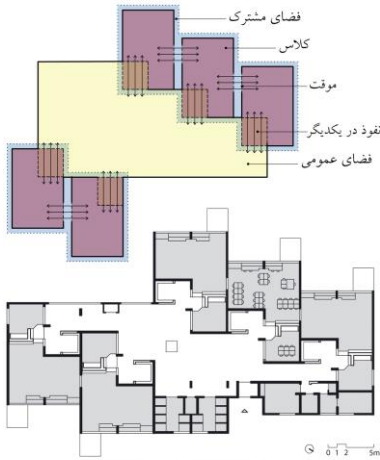 فضای مشترک
کلاس
موقت
نفوذ در یکدیگر
فضای عمومی
0 1 2 5m